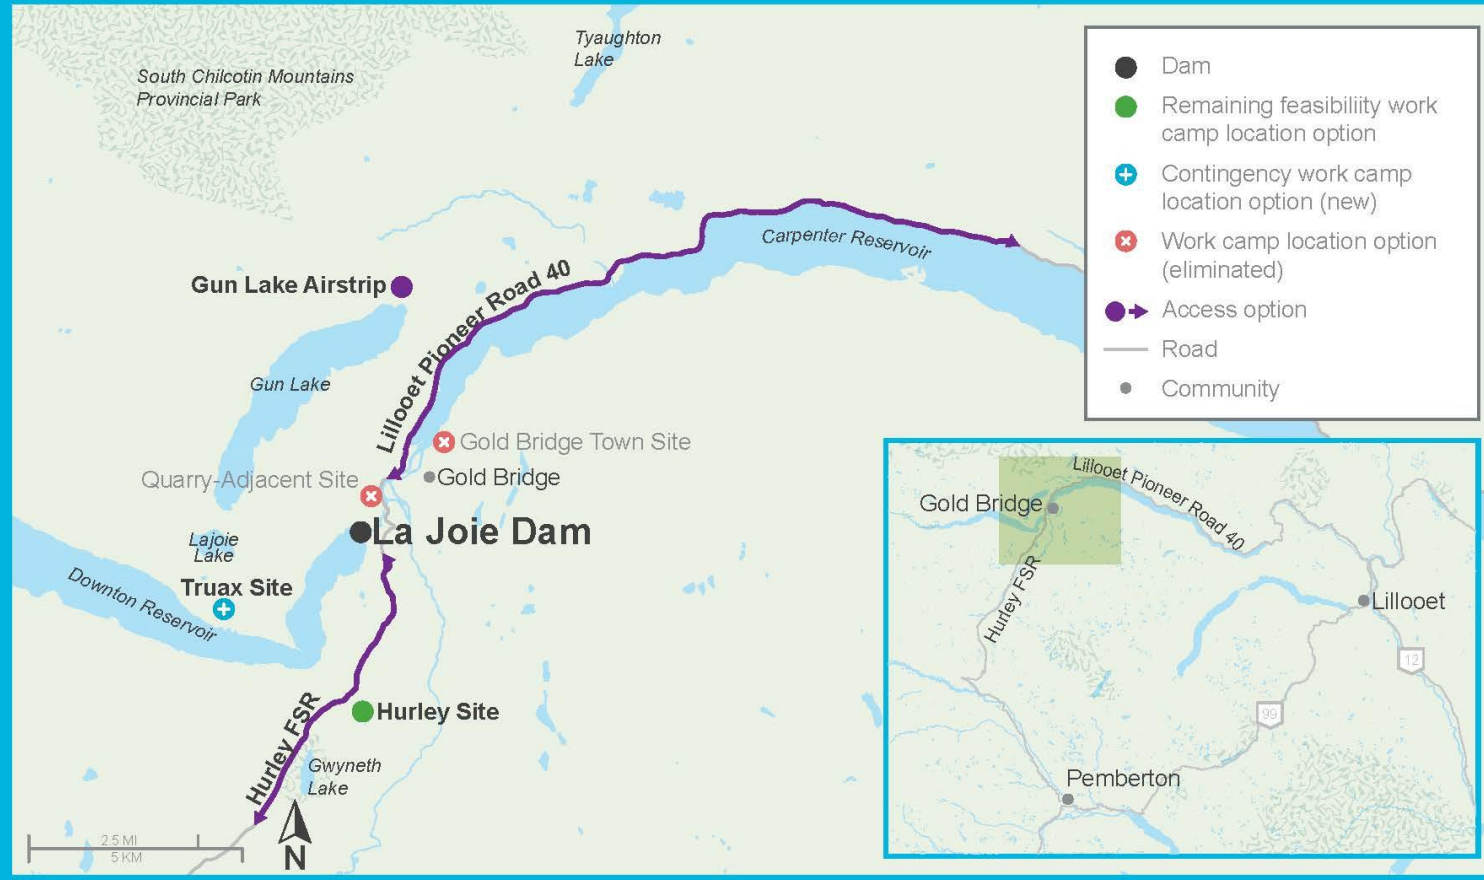 Tyaughton
Lake
South Chilcotin Mountains
Provincial Park
Carpenter Reservoir
Gun Lake Airstrip
Lillooet Pioneer Road 40
Gun Lake
Gold Bridge Town Site
Quarry-Adjacent Site
Gold Bridge
La Joie Dam
Lajoie
Lake
Truax Site
Downton Reservoir
Hurley Site
Hurley FSR
Gwyneth
Lake
2.5 MI
5 KM
N
Dam
Remaining feasibiliity work
camp location option
Contingency work camp
location option (new)
Work camp location option
(eliminated)
Access option
Road
Community
Lillooet Pioneer Road 40
Gold Bridge
Hurley FSR
Lillooet
12
99
Pemberton